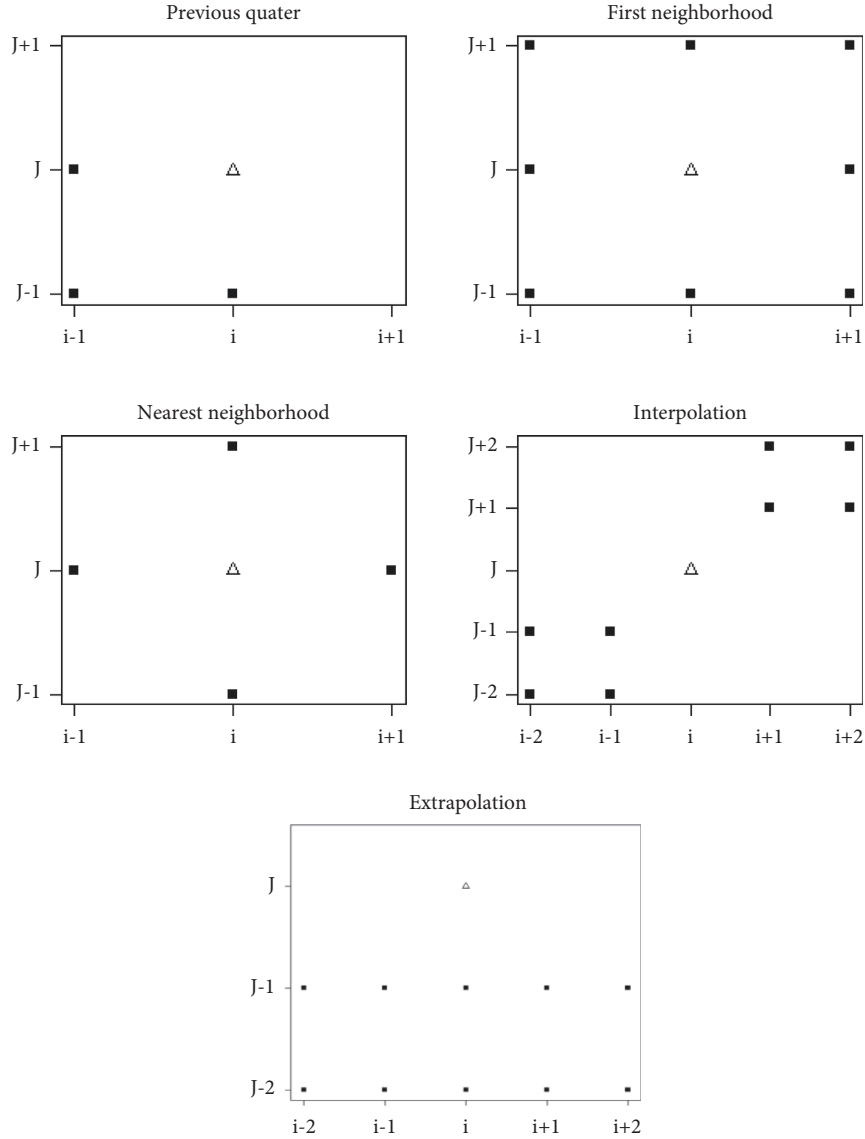 Previous quater
J+1
J
J-1
i-1 i i+1
First neighborhood
J+1
J
J-1
i-1 i i+1
Nearest neighborhood
J+1
J
J-1
i-1 i i+1
Interpolation
J+2
J+1
J
J-1
J-2
i-2 i-1 i i+1 i+2
Extrapolation
J
J-1
J-2
i-2 i-1 i i+1 i+2